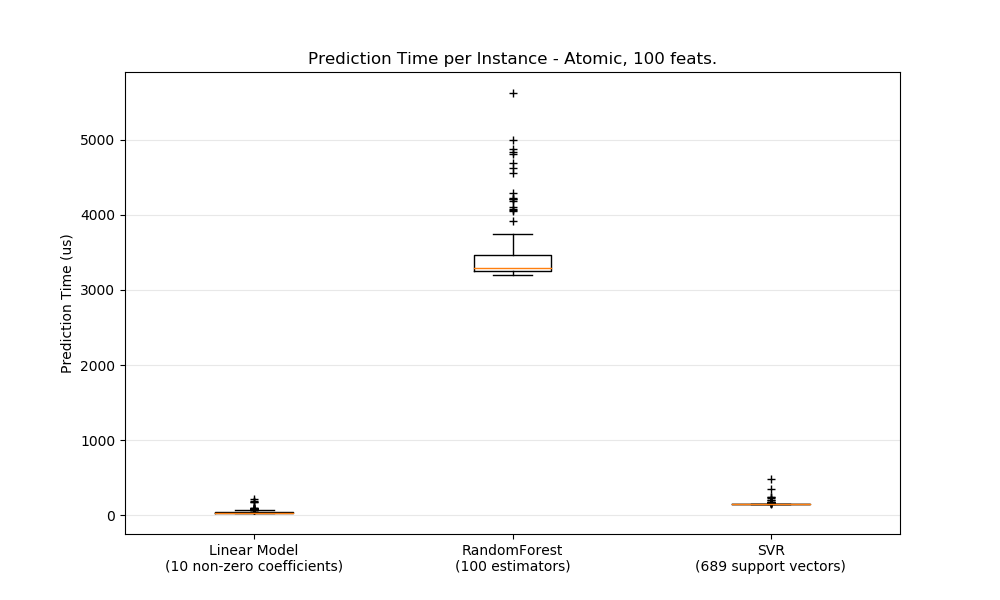 Prediction Time per Instance - Atomic, 100 feats.
Prediction Time (us)
5000
4000
3000
2000
1000
0
Linear Model
(10 non-zero coefficients)
RandomForest
(100 estimators)
SVR
(689 support vectors)